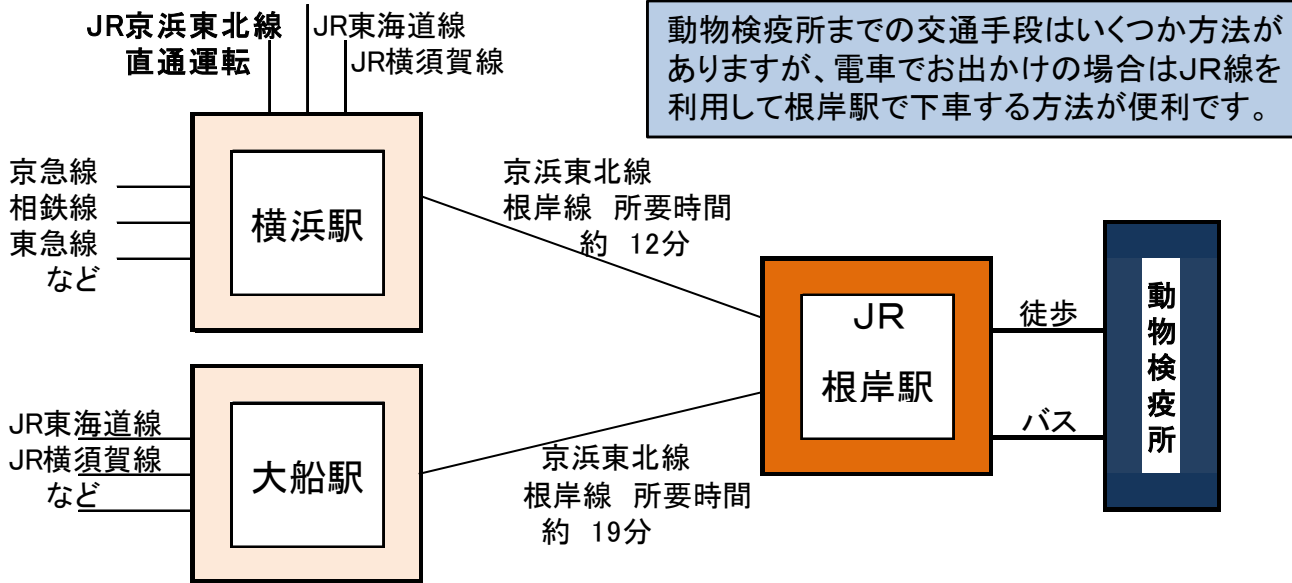 JR京浜東北線
直通運転
JR東海道線
JR横須賀線
動物検疫所までの交通手段はいくつか方法が
ありますが、電車でお出かけの場合はJR線を
利用して根岸駅で下車する方法が便利です。
京急線
相鉄線
東急線
など
横浜駅
京浜東北線
根岸線 所要時間
約 12分
JR
根岸駅
徒歩
バス
動物検疫所
JR東海道線
JR横須賀線
など
大船駅
京浜東北線
根岸線 所要時間
約 19分